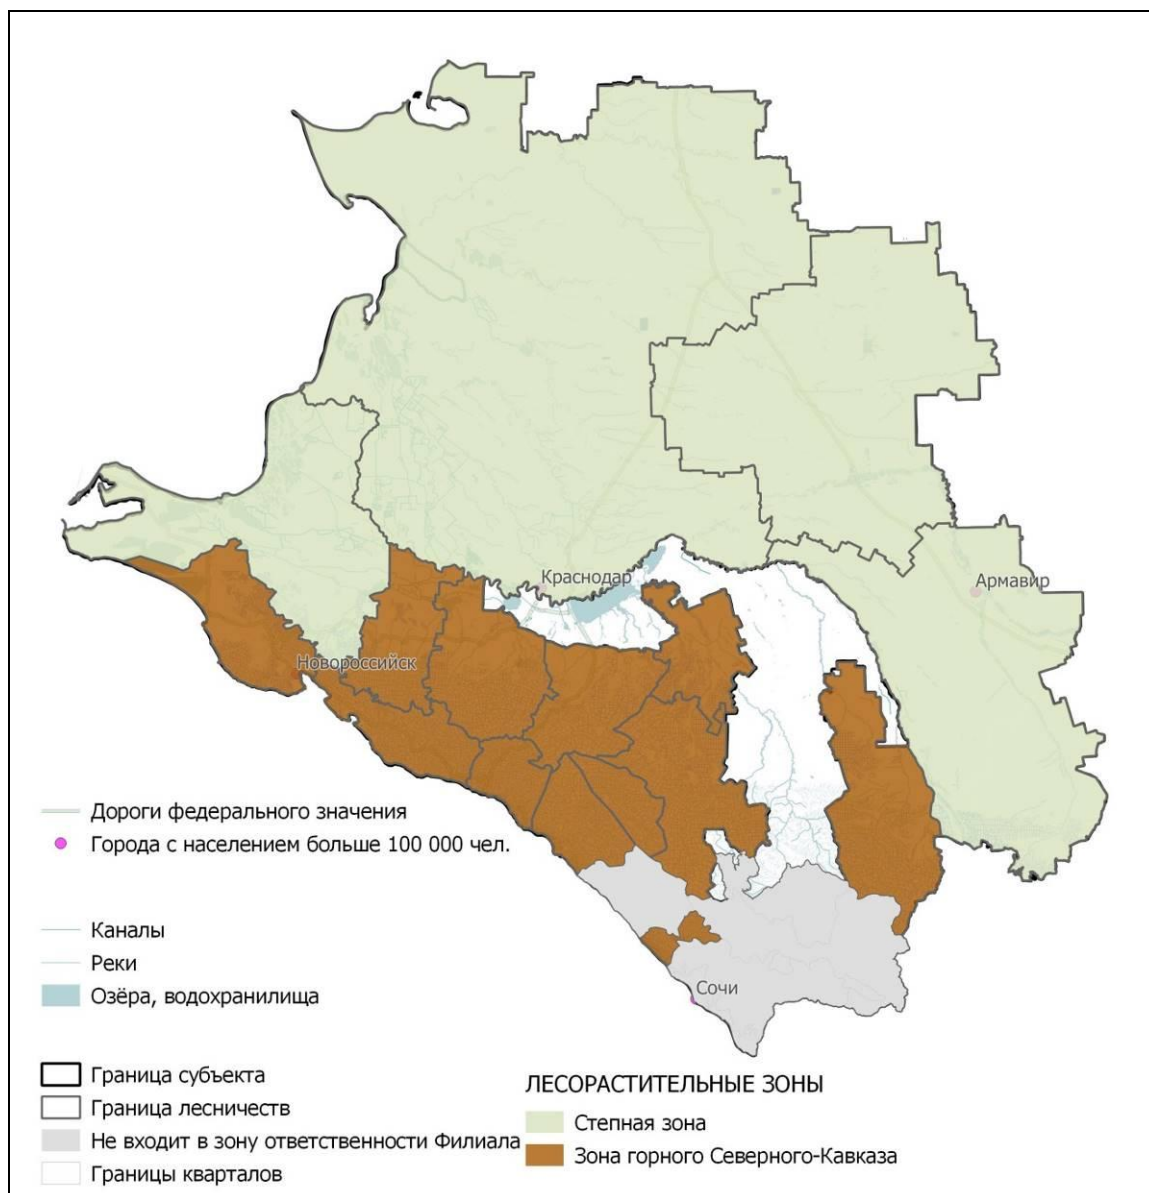 Краснодар
Армавир
Новороссийск
Дороги федерального значения
Города с населением больше 100 000 чел.
Каналы
Реки
Озёра, водохранилища
Сочи
Граница субъекта
Граница лесничеств
Не входит в зону ответственности Филиала
Границы кварталов
ЛЕСОРАСТИТЕЛЬНЫЕ ЗОНЫ
Степная зона
Зона горного Северного-Кавказа